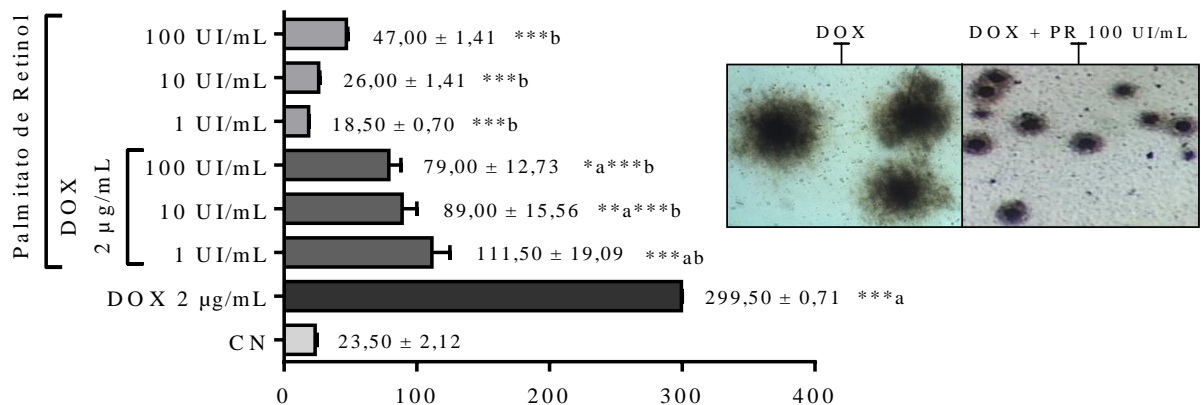 Palmitato de Retinol
DOX
2 µg/mL
100 UI/mL
47,00 ± 1,41 ***b
10 UI/mL
26,00 ± 1,41 ***b
1 UI/mL
18,50 ± 0,70 ***b
100 UI/mL
79,00 ± 12,73 *a***b
10 UI/mL
89,00 ± 15,56 **a***b
1 UI/mL
111,50 ± 19,09 ***ab
DOX 2 µg/mL
299,50 ± 0,71 ***a
CN
23,50 ± 2,12
0 100 200 300 400
DOX
DOX + PR 100 UI/mL